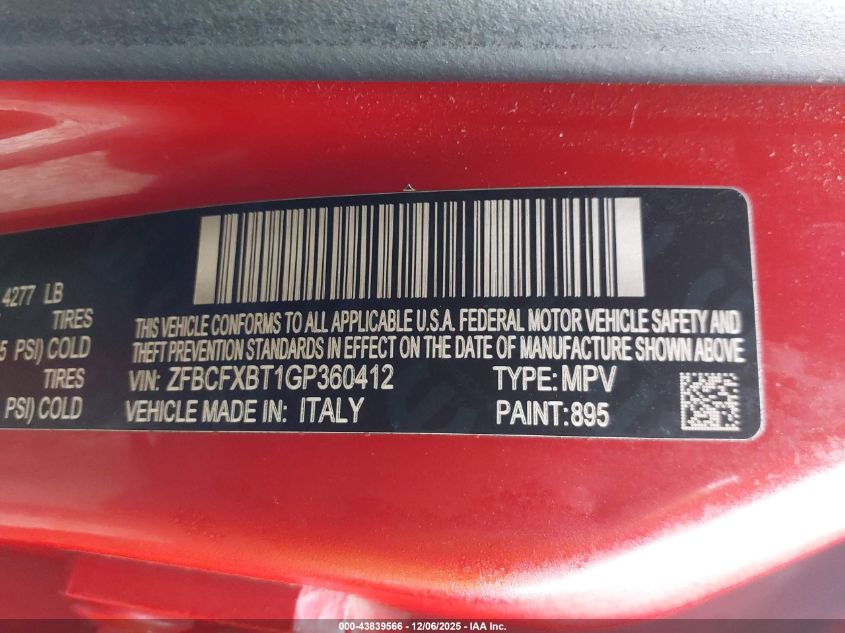 4277 LB
TIRES
5 PSI) COLD
TIRES
PSI) COLD
THIS VEHICLE CONFORMS TO ALL APPLICABLE U.S.A. FEDERAL MOTOR VEHICLE SAFETY AND
THEFT PREVENTION STANDARDS IN EFFECT ON THE DATE OF MANUFACTURE SHOWN ABOVE
VIN: ZFBCFXBT1GP360412 TYPE: MPV
VEHICLE MADE IN: ITALY PAINT: 895
000-43839566 - 12/06/2025 - IAA Inc.